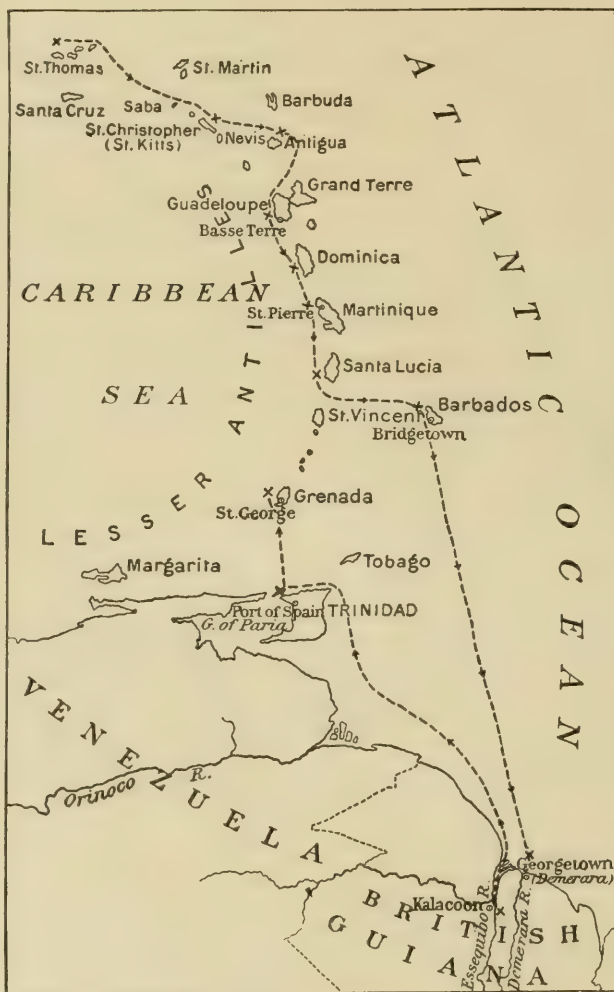 St. Thomas
St. Martin
Santa Cruz
Saba
Barbuda
St. Christopher
(St. Kitts)
Nevis
Antigua
Grand Terre
Guadeloupe
Basse Terre
Dominica
CARIBBEAN
SEA
St. Pierre
Martinique
Santa Lucia
St. Vincent
Barbados
Bridgetown
LESSER ANTILLES
ATLANTIC OCEAN
Grenada
St. George
Margarita
Tobago
Port of Spain TRINIDAD
G. of Paria
VENEZUELA
Orinoco R.
Georgetown
(Demerara)
Kalacoon
BRITISH
GUIANA
Essequibo R.
Demerara R.